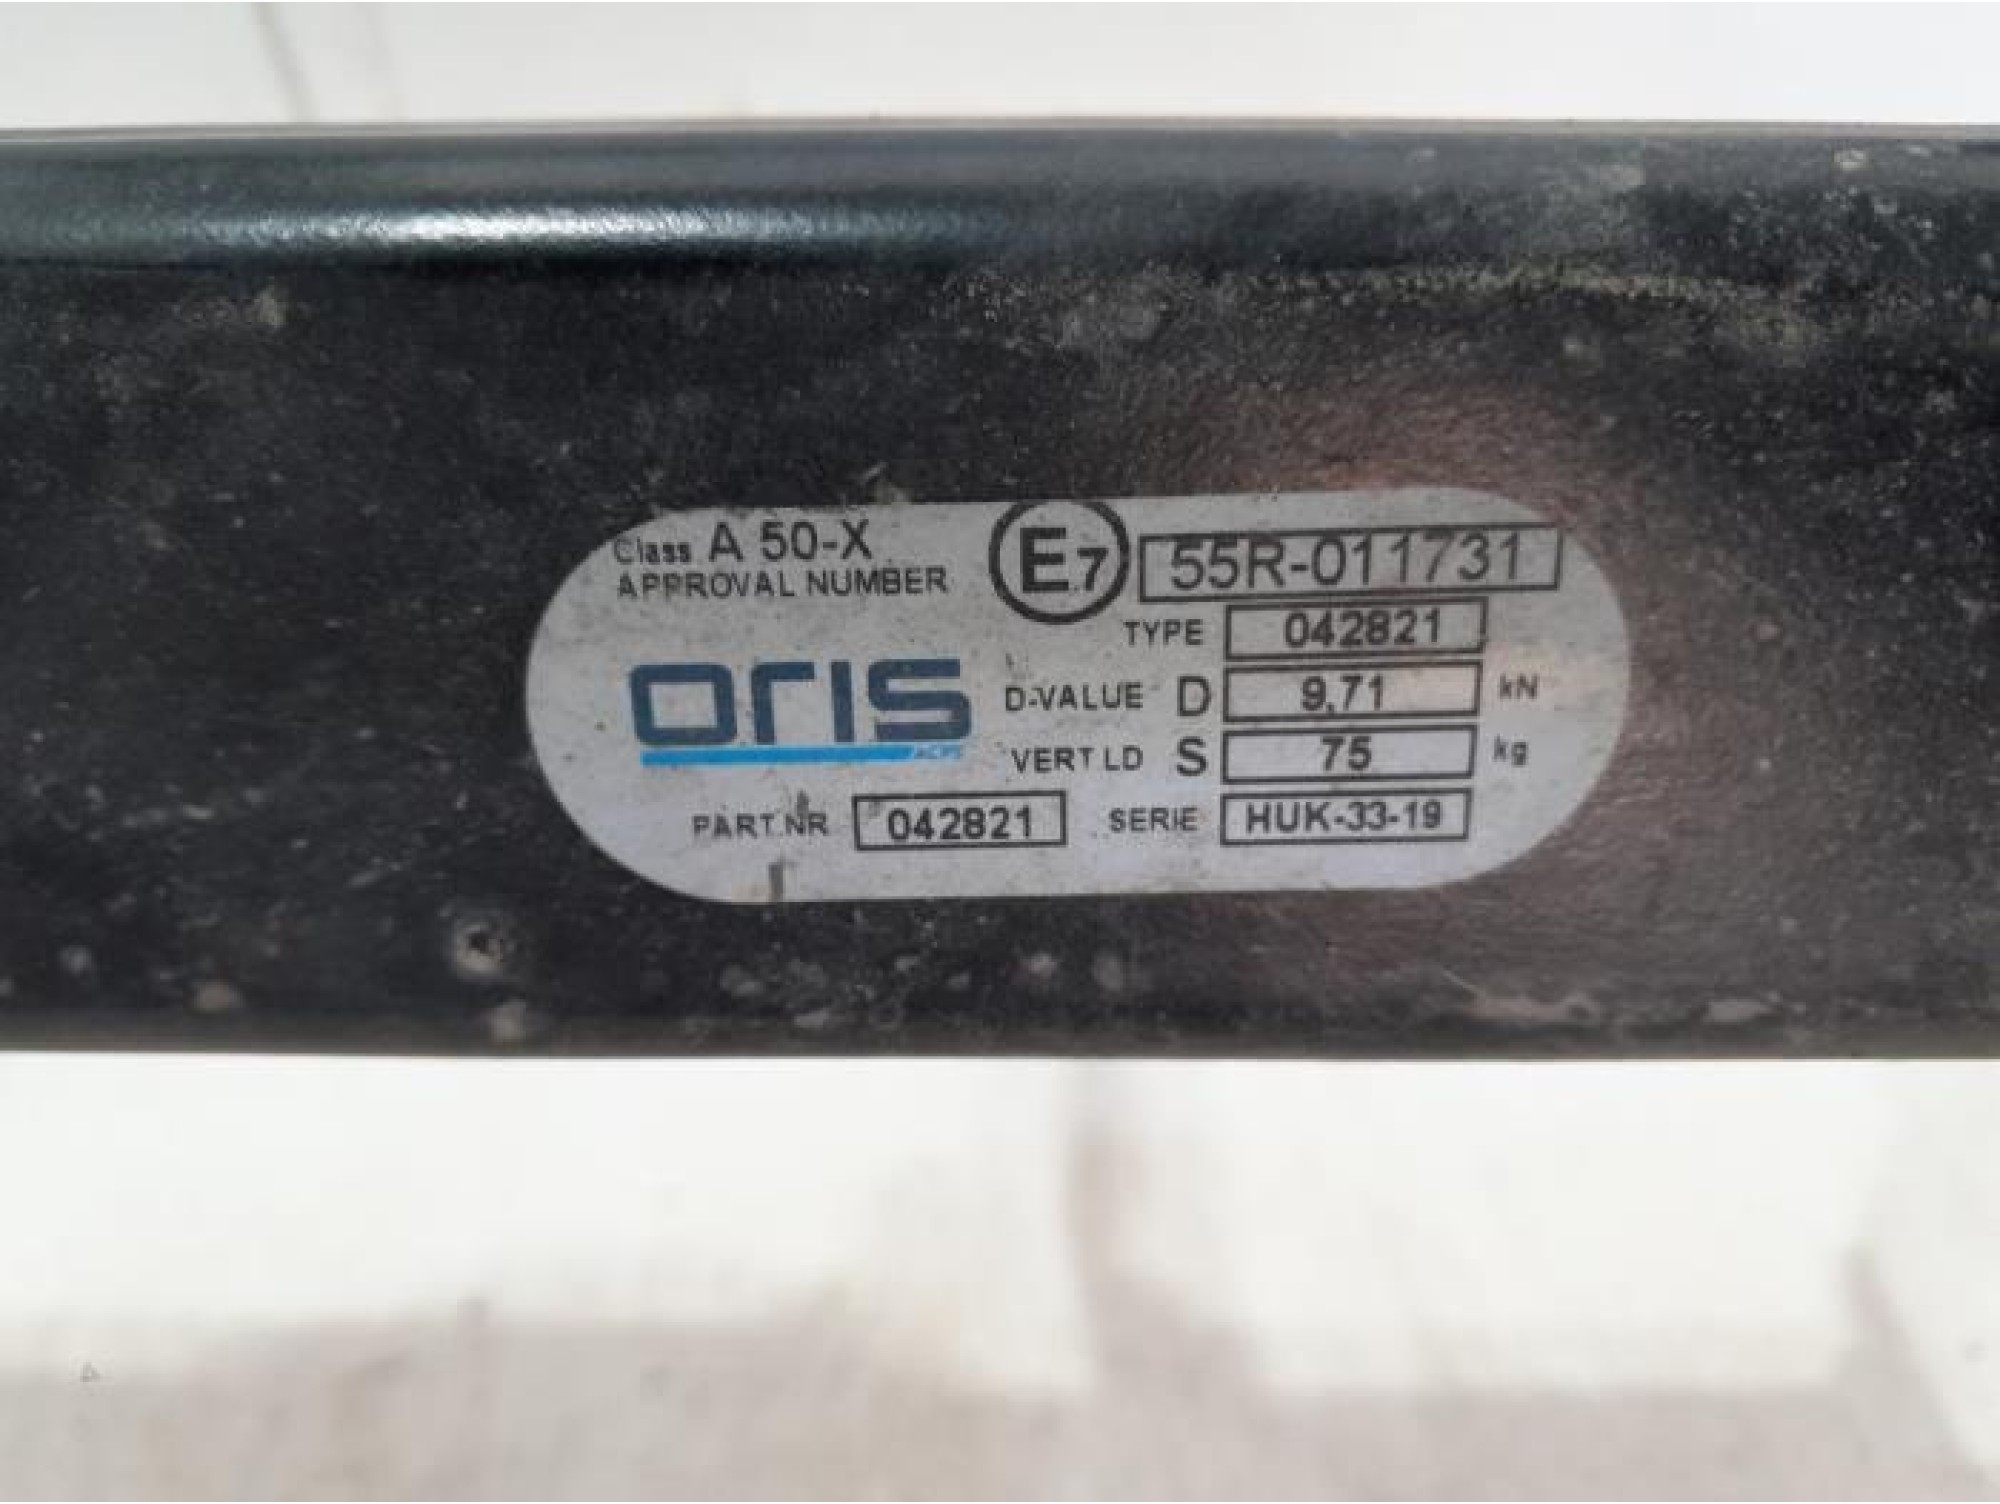 Class A 50-X
APPROVAL NUMBER E7 55R-011731
TYPE 042821
oris
ACPS
D-VALUE D 9,71 kN
VERT LD S 75 kg
PART.NR 042821 SERIE HUK-33-19